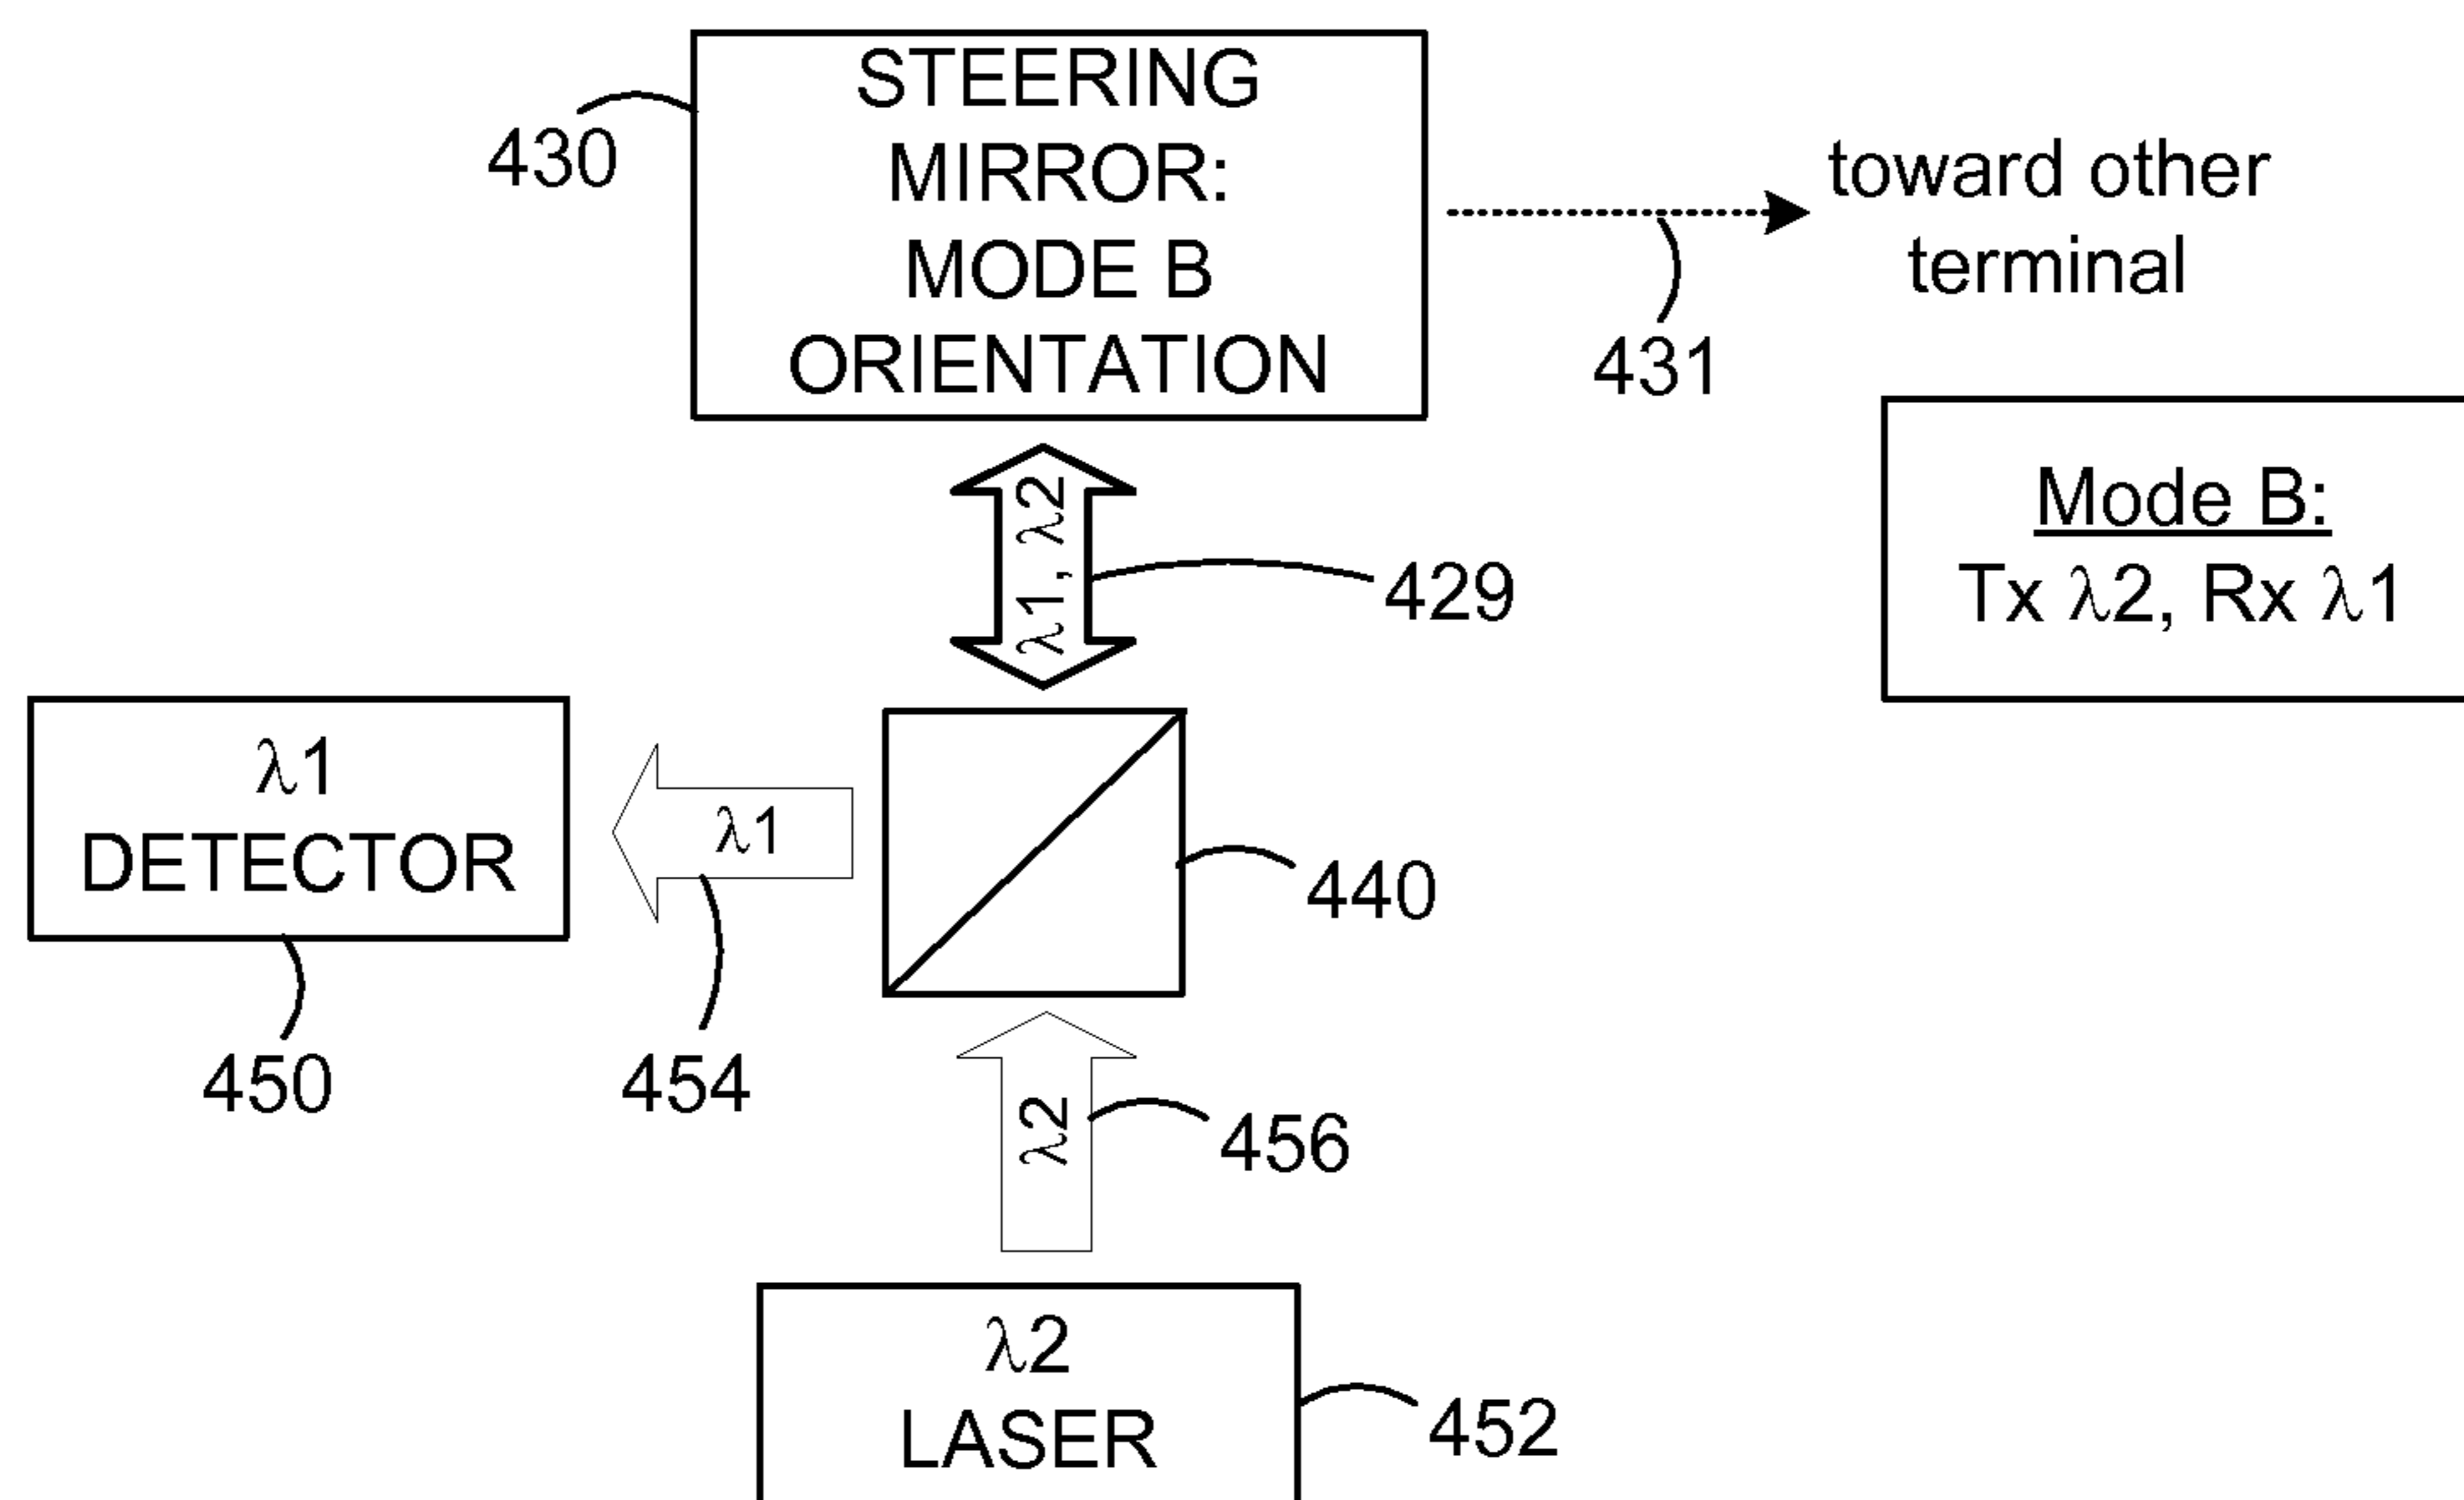 STEERING
MIRROR:
MODE B
ORIENTATION
430
toward other
terminal
431
Mode B:
Tx λ2, Rx λ1
λ1, λ2
429
λ1
DETECTOR
λ1
440
450
454
λ2
456
λ2
LASER
452